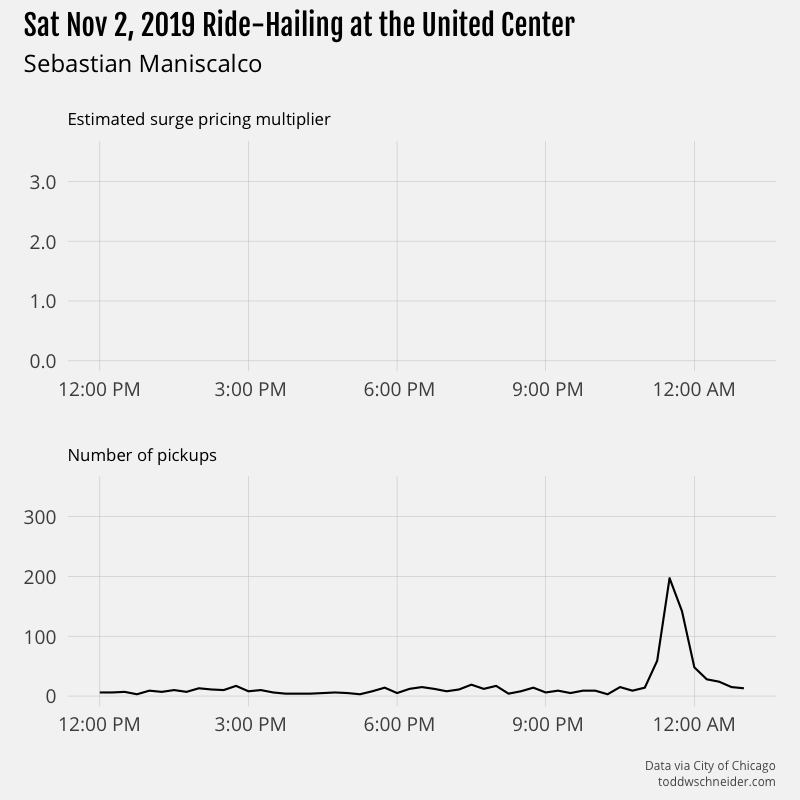 Sat Nov 2, 2019 Ride-Hailing at the United Center
Sebastian Maniscalco
Estimated surge pricing multiplier
3.0
2.0
1.0
0.0
12:00 PM 3:00 PM 6:00 PM 9:00 PM 12:00 AM
Number of pickups
300
200
100
0
12:00 PM 3:00 PM 6:00 PM 9:00 PM 12:00 AM
Data via City of Chicago
toddwschneider.com